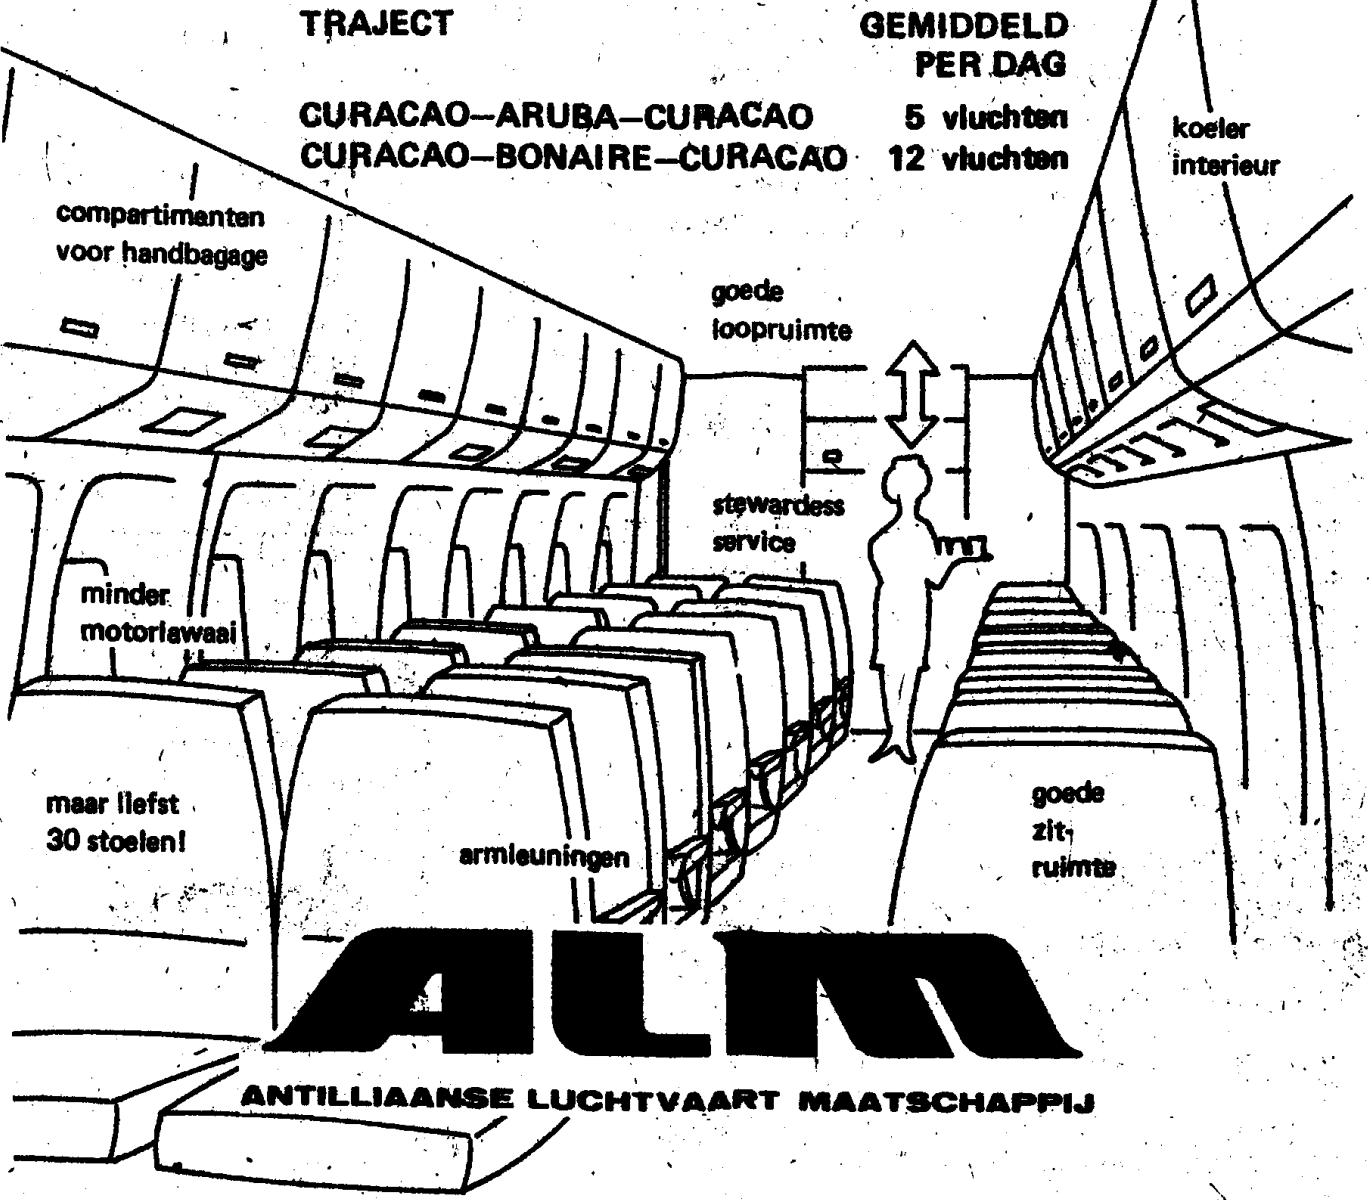 TRAJECT GEMIDDELD
PER DAG
CURACAO–ARUBA–CURACAO 5 vluchten
CURACAO–BONAIRE–CURACAO 12 vluchten
koeler
interieur
compartimenten
voor handbagage
goede
loopruimte
stewardess
service
minder
motorlawaai
maar liefst
30 stoelen!
armleuningen
goede
zit-
ruimte
ALM
ANTILLIAANSE LUCHTVAART MAATSCHAPPIJ